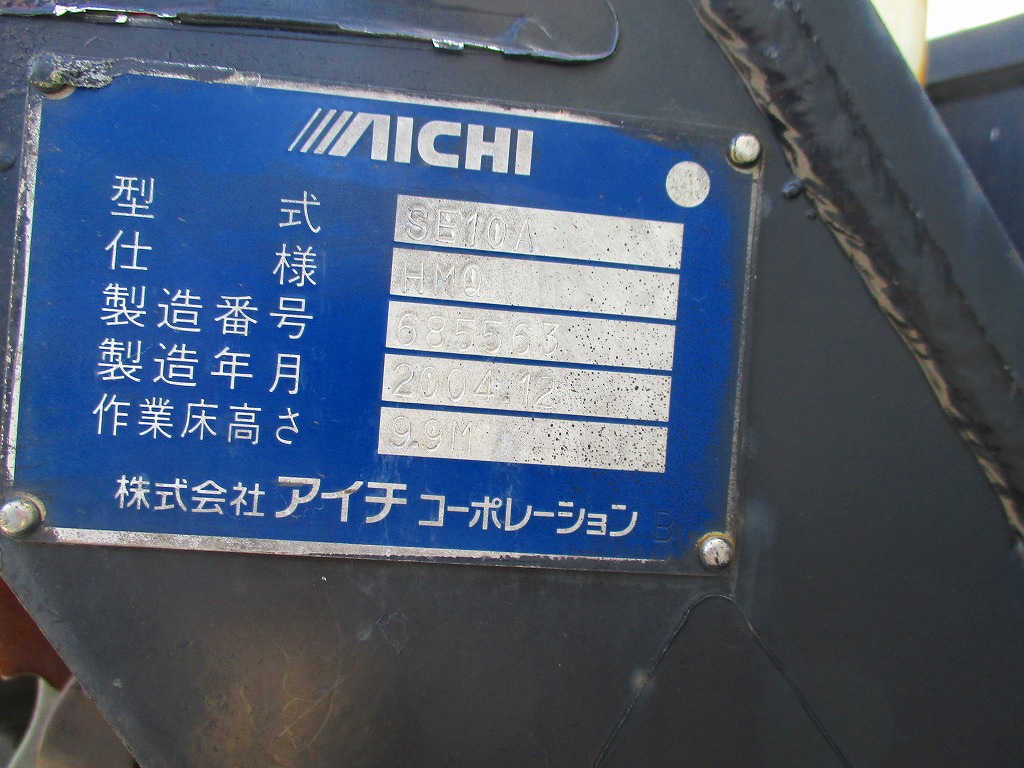 AICHI
型式 SE10A
仕様 HM0
製造番号 685563
製造年月 2004 12
作業床高さ 9.9M
株式会社 アイチ コーポレーション B